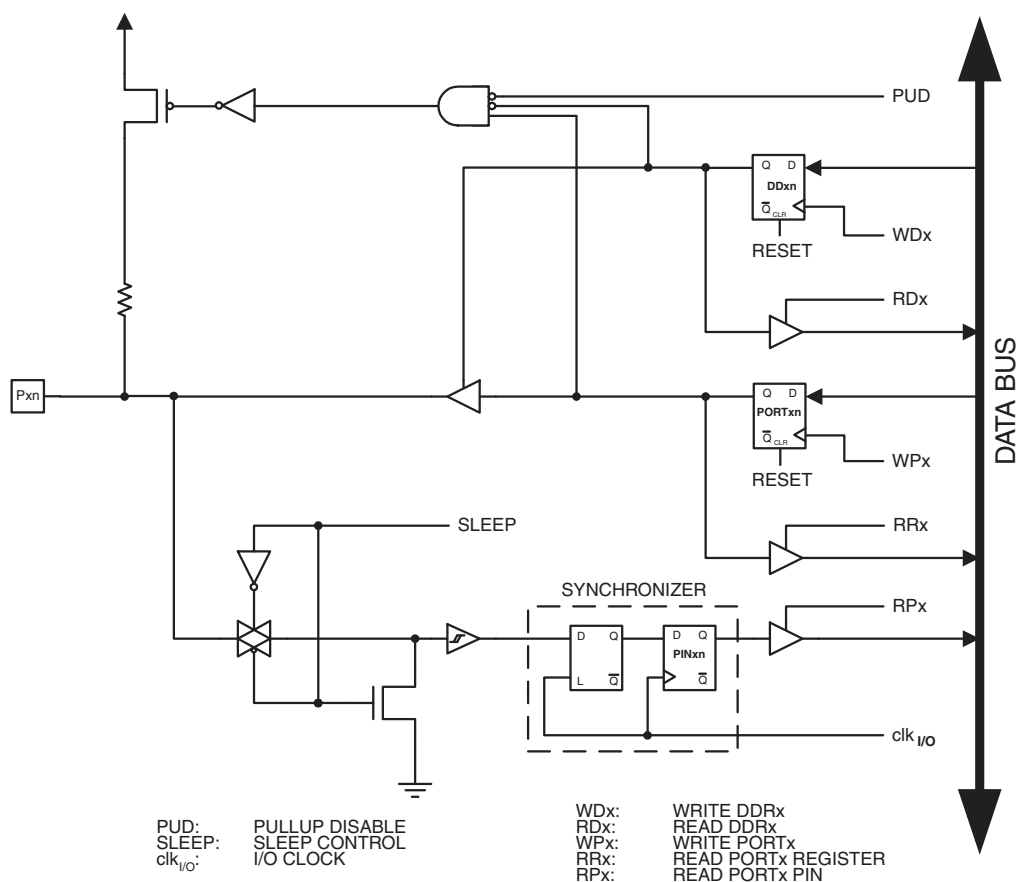 PUD
Q D
DDxn
Q CLR
WDx
RESET
RDx
Pxn
Q D
PORTxn
Q CLR
WPx
RESET
DATA BUS
SLEEP
RRx
SYNCHRONIZER
RPx
D Q
L Q
D Q
PINxn
Q
clk I/O
PUD: PULLUP DISABLE
SLEEP: SLEEP CONTROL
clkI/O: I/O CLOCK
WDx: WRITE DDRx
RDx: READ DDRx
WPx: WRITE PORTx
RRx: READ PORTx REGISTER
RPx: READ PORTx PIN